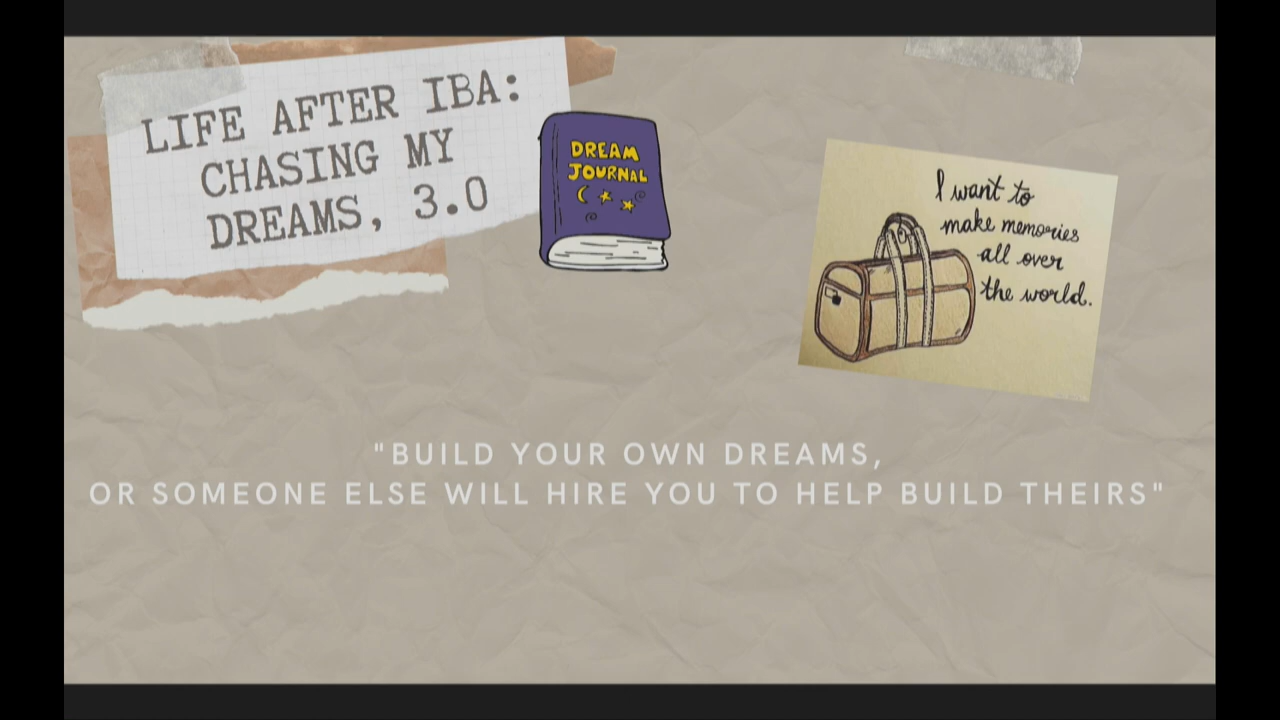 LIFE AFTER IBA:
CHASING MY
DREAMS, 3.0
DREAM
JOURNAL
I want to
make memories
all over
the world.
"BUILD YOUR OWN DREAMS,
OR SOMEONE ELSE WILL HIRE YOU TO HELP BUILD THEIRS"